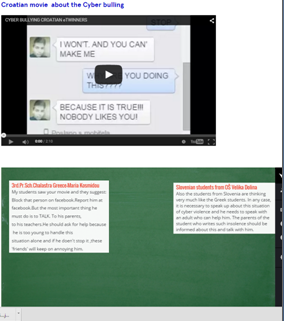 Croatian movie about the Cyber bulling
CYBER BULLYING eTWINNERS
STOP
I WON'T. AND YOU CAN'
MAKE ME
YOU DOING
THIS????
BECAUSE IT IS TRUE!!!
NOBODY LIKES YOU!
YouTube
3rd Pr Sch Chalastra Greece-Maria Kosmidou
My students saw your movie and they suggest
Block that person on facebook.Report him at
facebook.But the most important thing he
must do is to TALK. To his parents,
to his teachers.He should ask for help because
he is too young to handle this
situation alone and if he doen't stop it ,these
'friends' will keep on annoying him.
Slovenian students from OŠ Velika Dolina
Also the students from Slovenia are thinking
very much like the Greek students. In any case,
it is necessary to speak up about this situation
of cyber violence and he needs to speak with
an adult who can help him. The parents of the
student who writes such insolence should be
informed about this and talk with him.